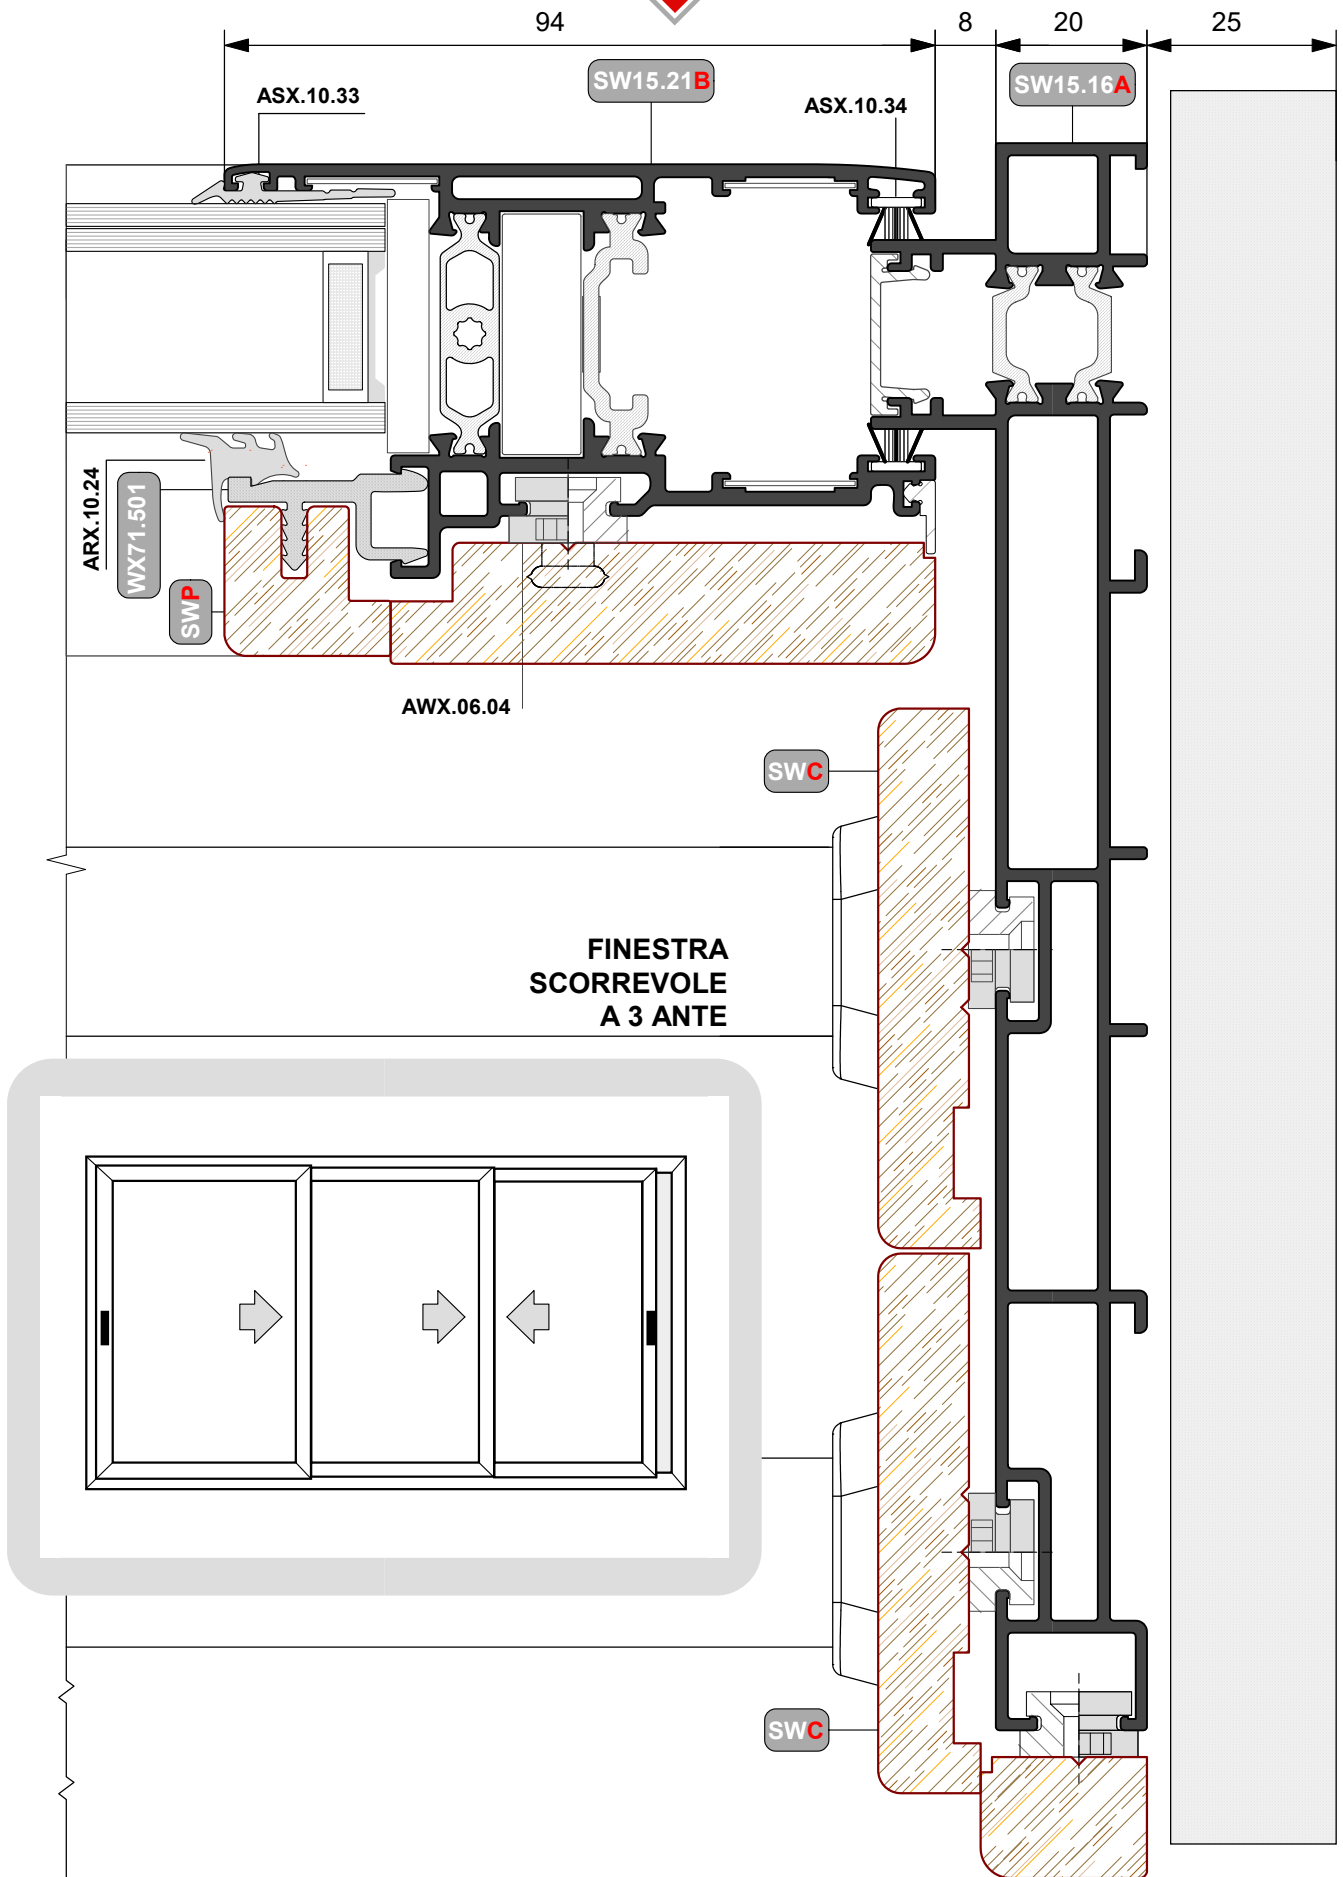 94
8
20
25
SW15.21B
SW15.16A
ASX.10.33
ASX.10.34
ARX.10.24
WX71.501
SWP
AWX.06.04
SWC
FINESTRA
SCORREVOLE
A 3 ANTE
SWC